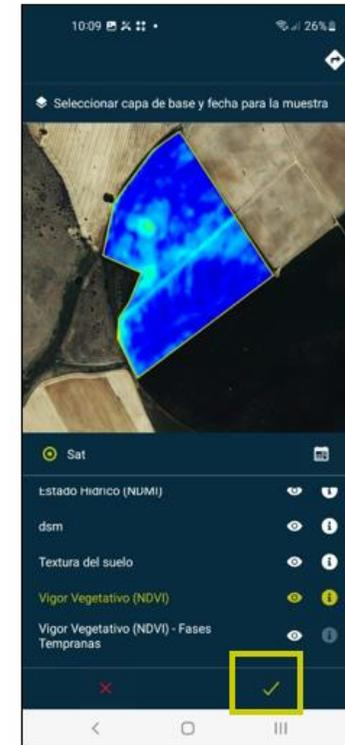 10:09
26%
Seleccionar capa de base y fecha para la muestra
Sat
Estado Hídrico (NDMI)
dsm
Textura del suelo
Vigor Vegetativo (NDVI)
Vigor Vegetativo (NDVI) - Fases
Tempranas